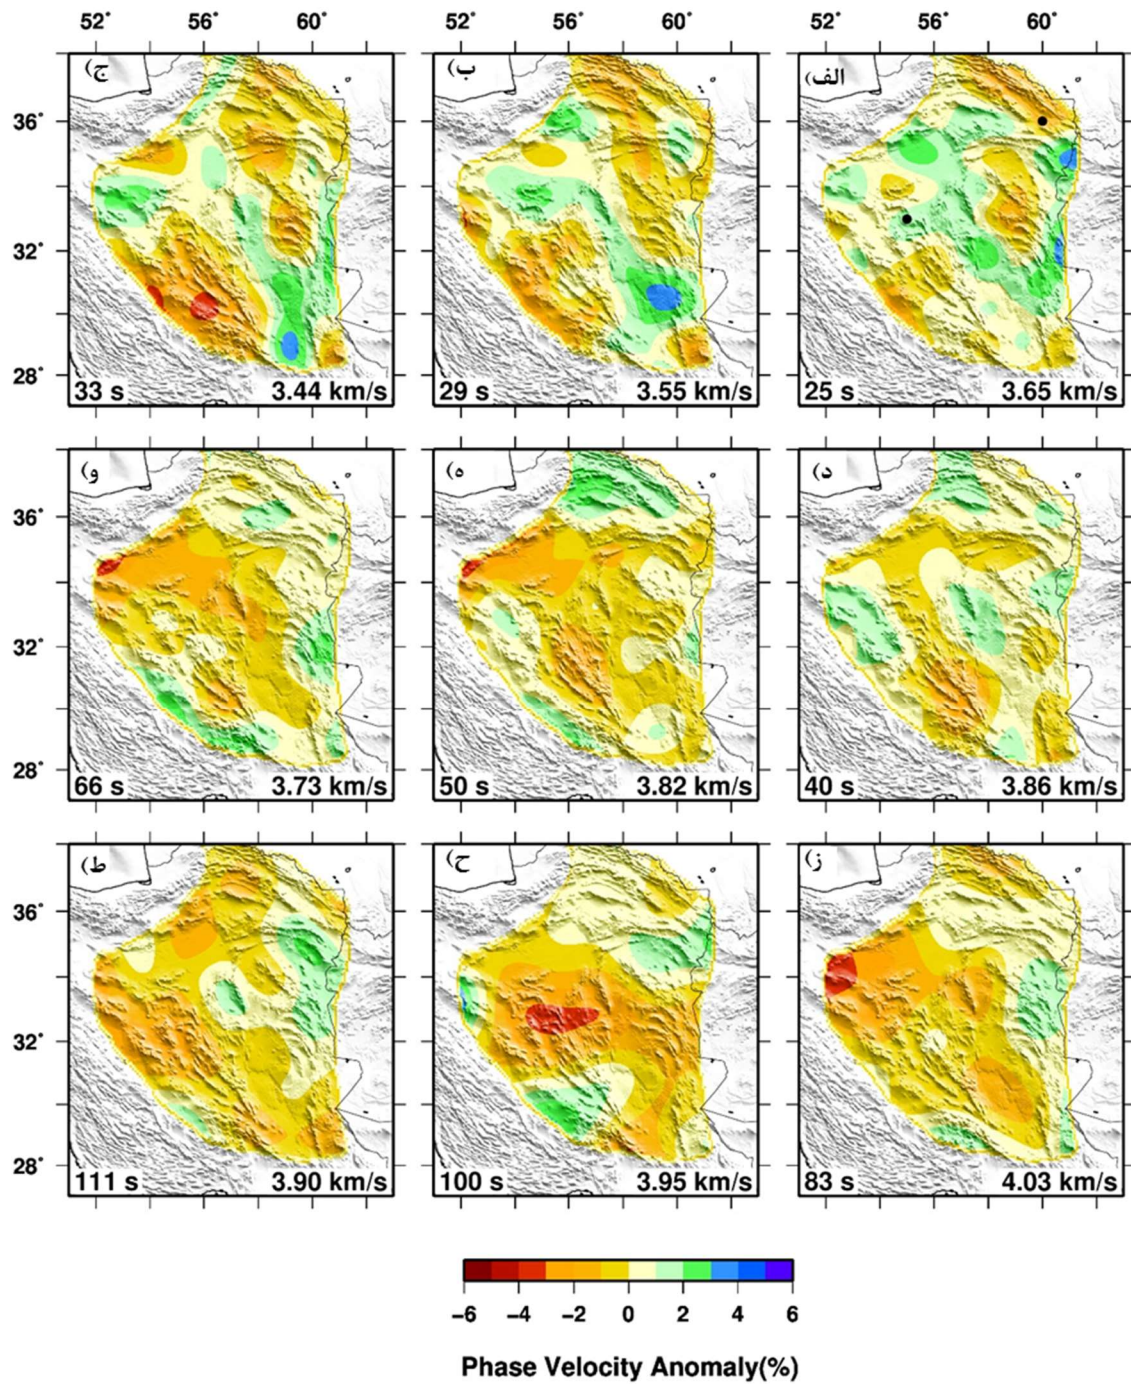 52° 56° 60° 52° 56° 60° 52° 56° 60°
ج) ب) الف)
36°
32°
28°
33 s 3.44 km/s 29 s 3.55 km/s 25 s 3.65 km/s
و) ه) د)
36°
32°
28°
66 s 3.73 km/s 50 s 3.82 km/s 40 s 3.86 km/s
ط) ح) ز)
36°
32°
28°
111 s 3.90 km/s 100 s 3.95 km/s 83 s 4.03 km/s
−6 −4 −2 0 2 4 6
Phase Velocity Anomaly(%)